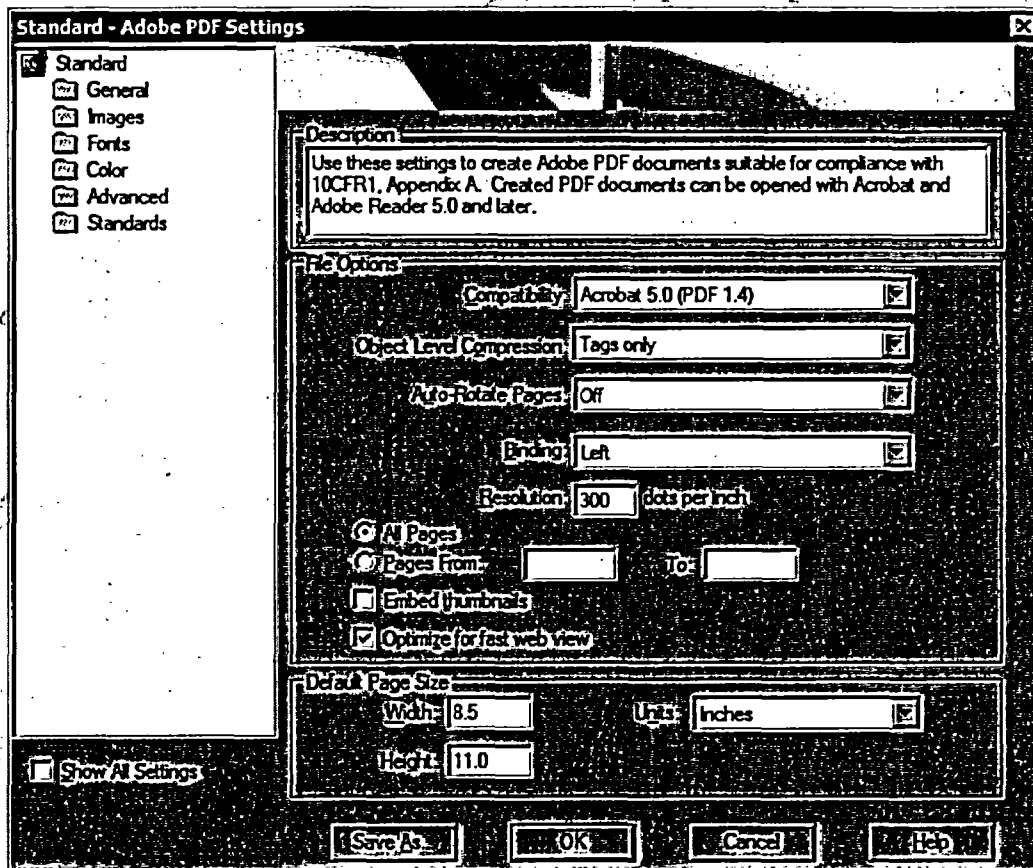 Standard - Adobe PDF Settings
Standard
General
Images
Fonts
Color
Advanced
Standards
Show All Settings
Description
Use these settings to create Adobe PDF documents suitable for compliance with
10CFR1, Appendix A. Created PDF documents can be opened with Acrobat and
Adobe Reader 5.0 and later.
File Options
Compatibility: Acrobat 5.0 (PDF 1.4)
Object Level Compression: Tags only
Auto-Rotate Pages: Off
Binding: Left
Resolution: 300 dots per inch
All Pages
Pages From: To:
Embed thumbnails
Optimize for fast web view
Default Page Size
Width: 8.5 Units: Inches
Height: 11.0
Save As... OK Cancel Help